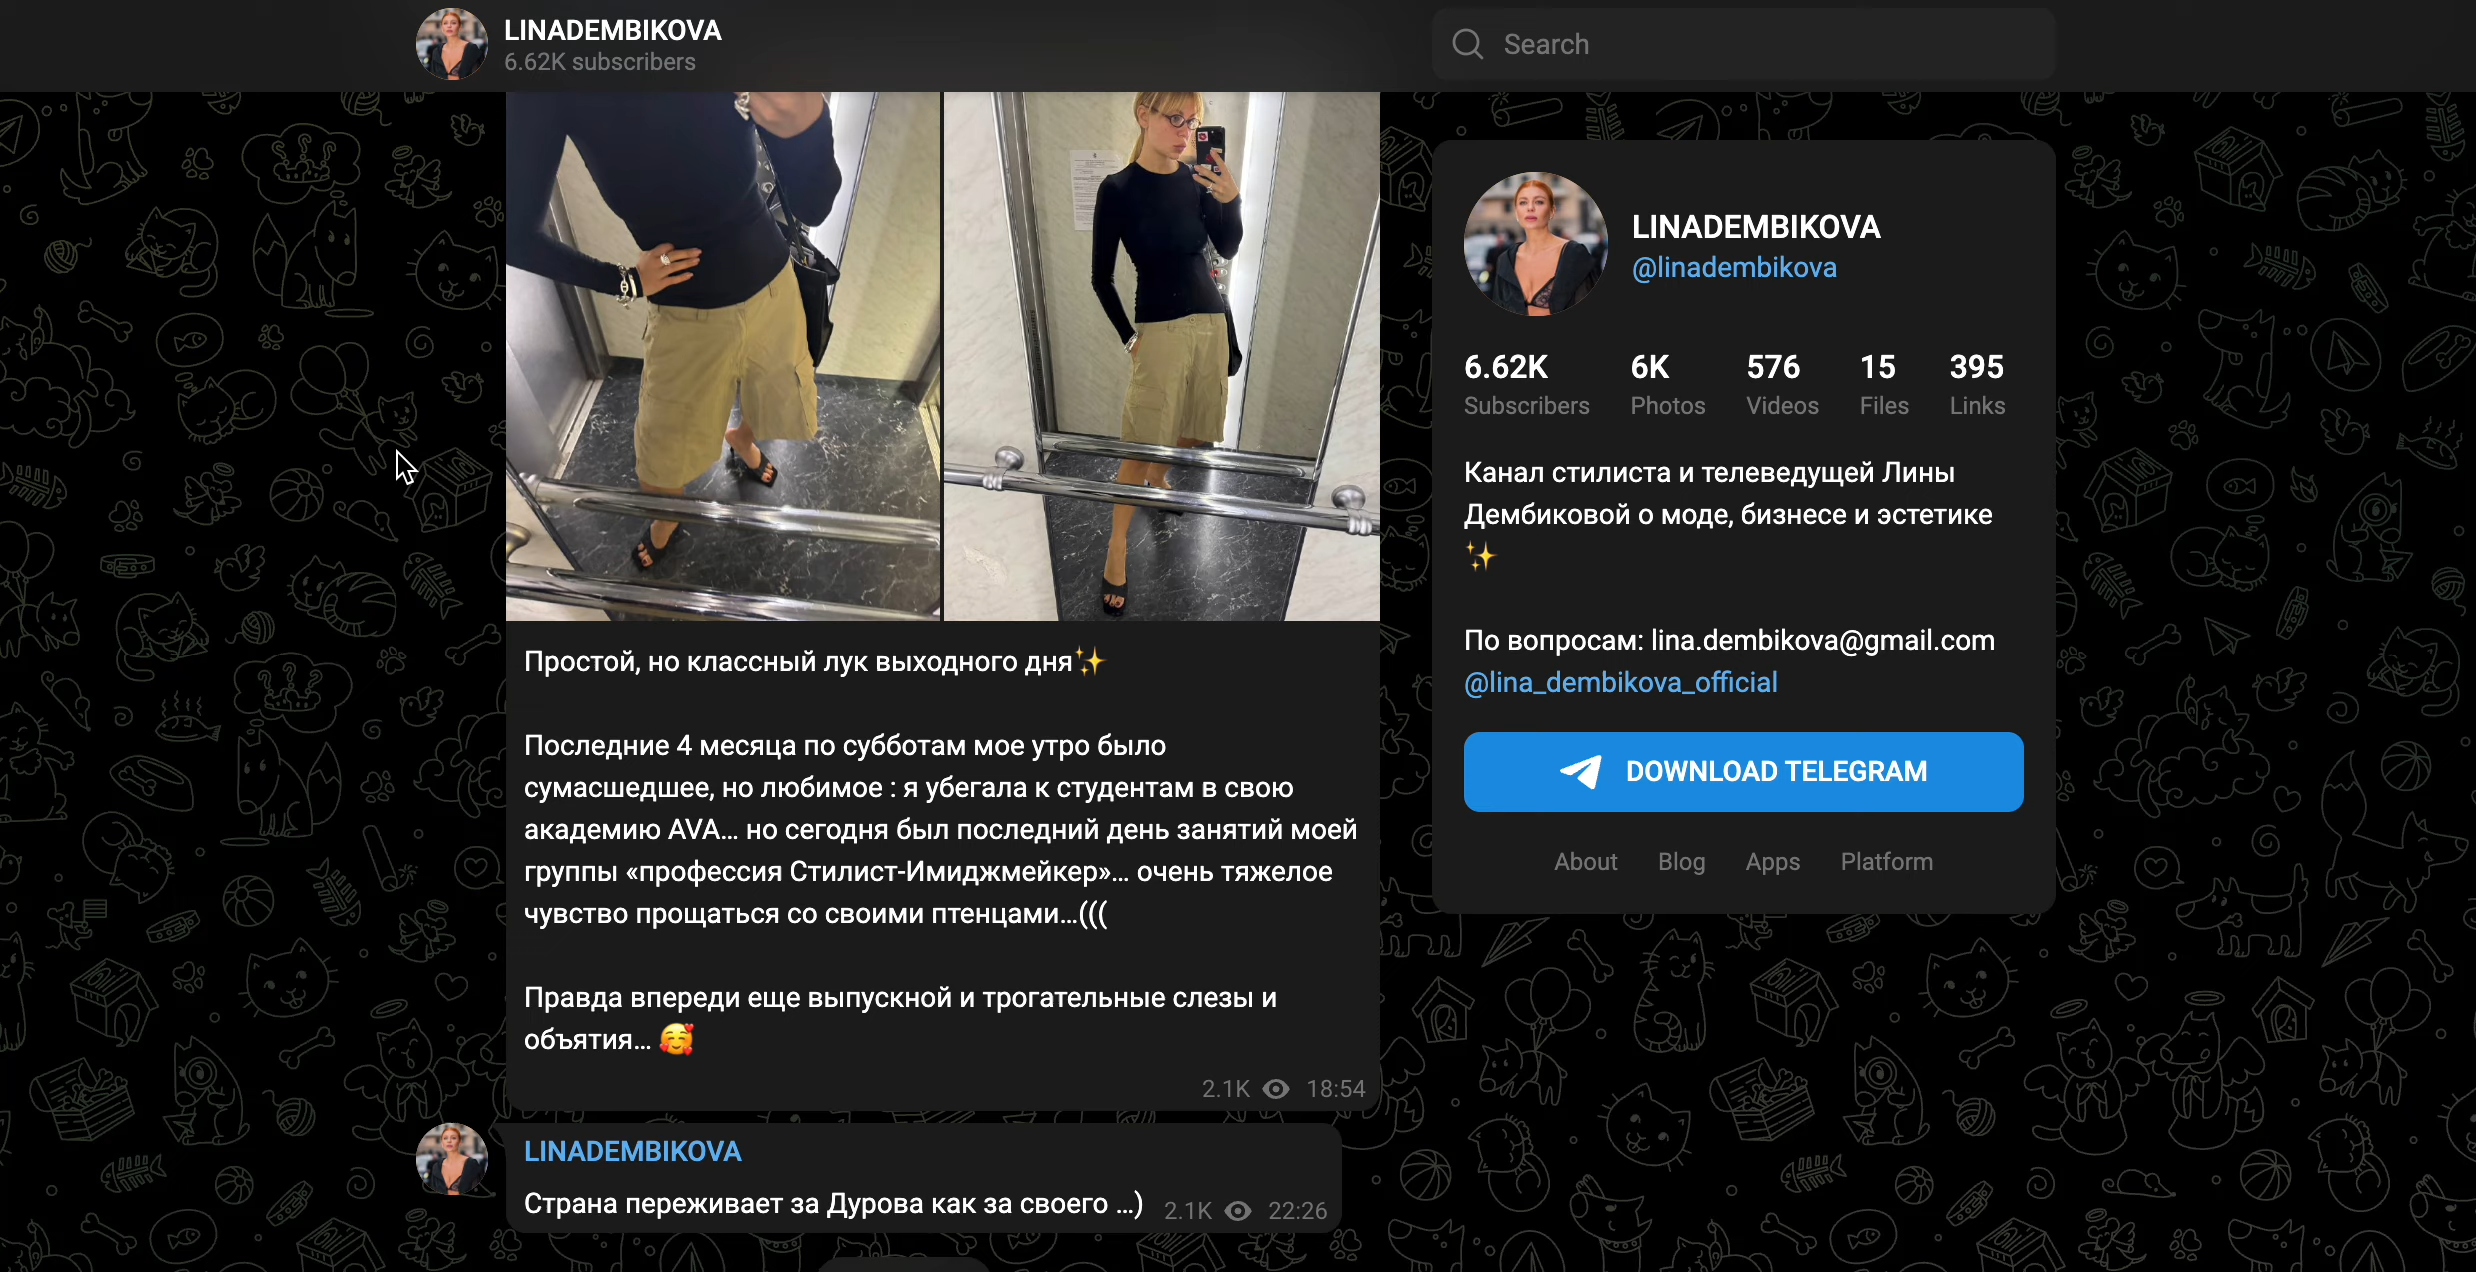 LINADEMBIKOVA
6.62K subscribers
Search
Простой, но классный лук выходного дня✨
Последние 4 месяца по субботам мое утро было
сумасшедшее, но любимое : я убегала к студентам в свою
академию AVA... но сегодня был последний день занятий моей
группы «профессия Стилист-Имиджмейкер»... очень тяжелое
чувство прощаться со своими птенцами...(((
Правда впереди еще выпускной и трогательные слезы и
объятия... 🥰
2.1K 18:54
LINADEMBIKOVA
Страна переживает за Дурова как за своего ...)
2.1K 22:26
LINADEMBIKOVA
@linadembikova
6.62K 6K 576 15 395
Subscribers Photos Videos Files Links
Канал стилиста и телеведущей Лины
Дембиковой о моде, бизнесе и эстетике
✨
По вопросам: lina.dembikova@gmail.com
@lina_dembikova_official
DOWNLOAD TELEGRAM
About Blog Apps Platform